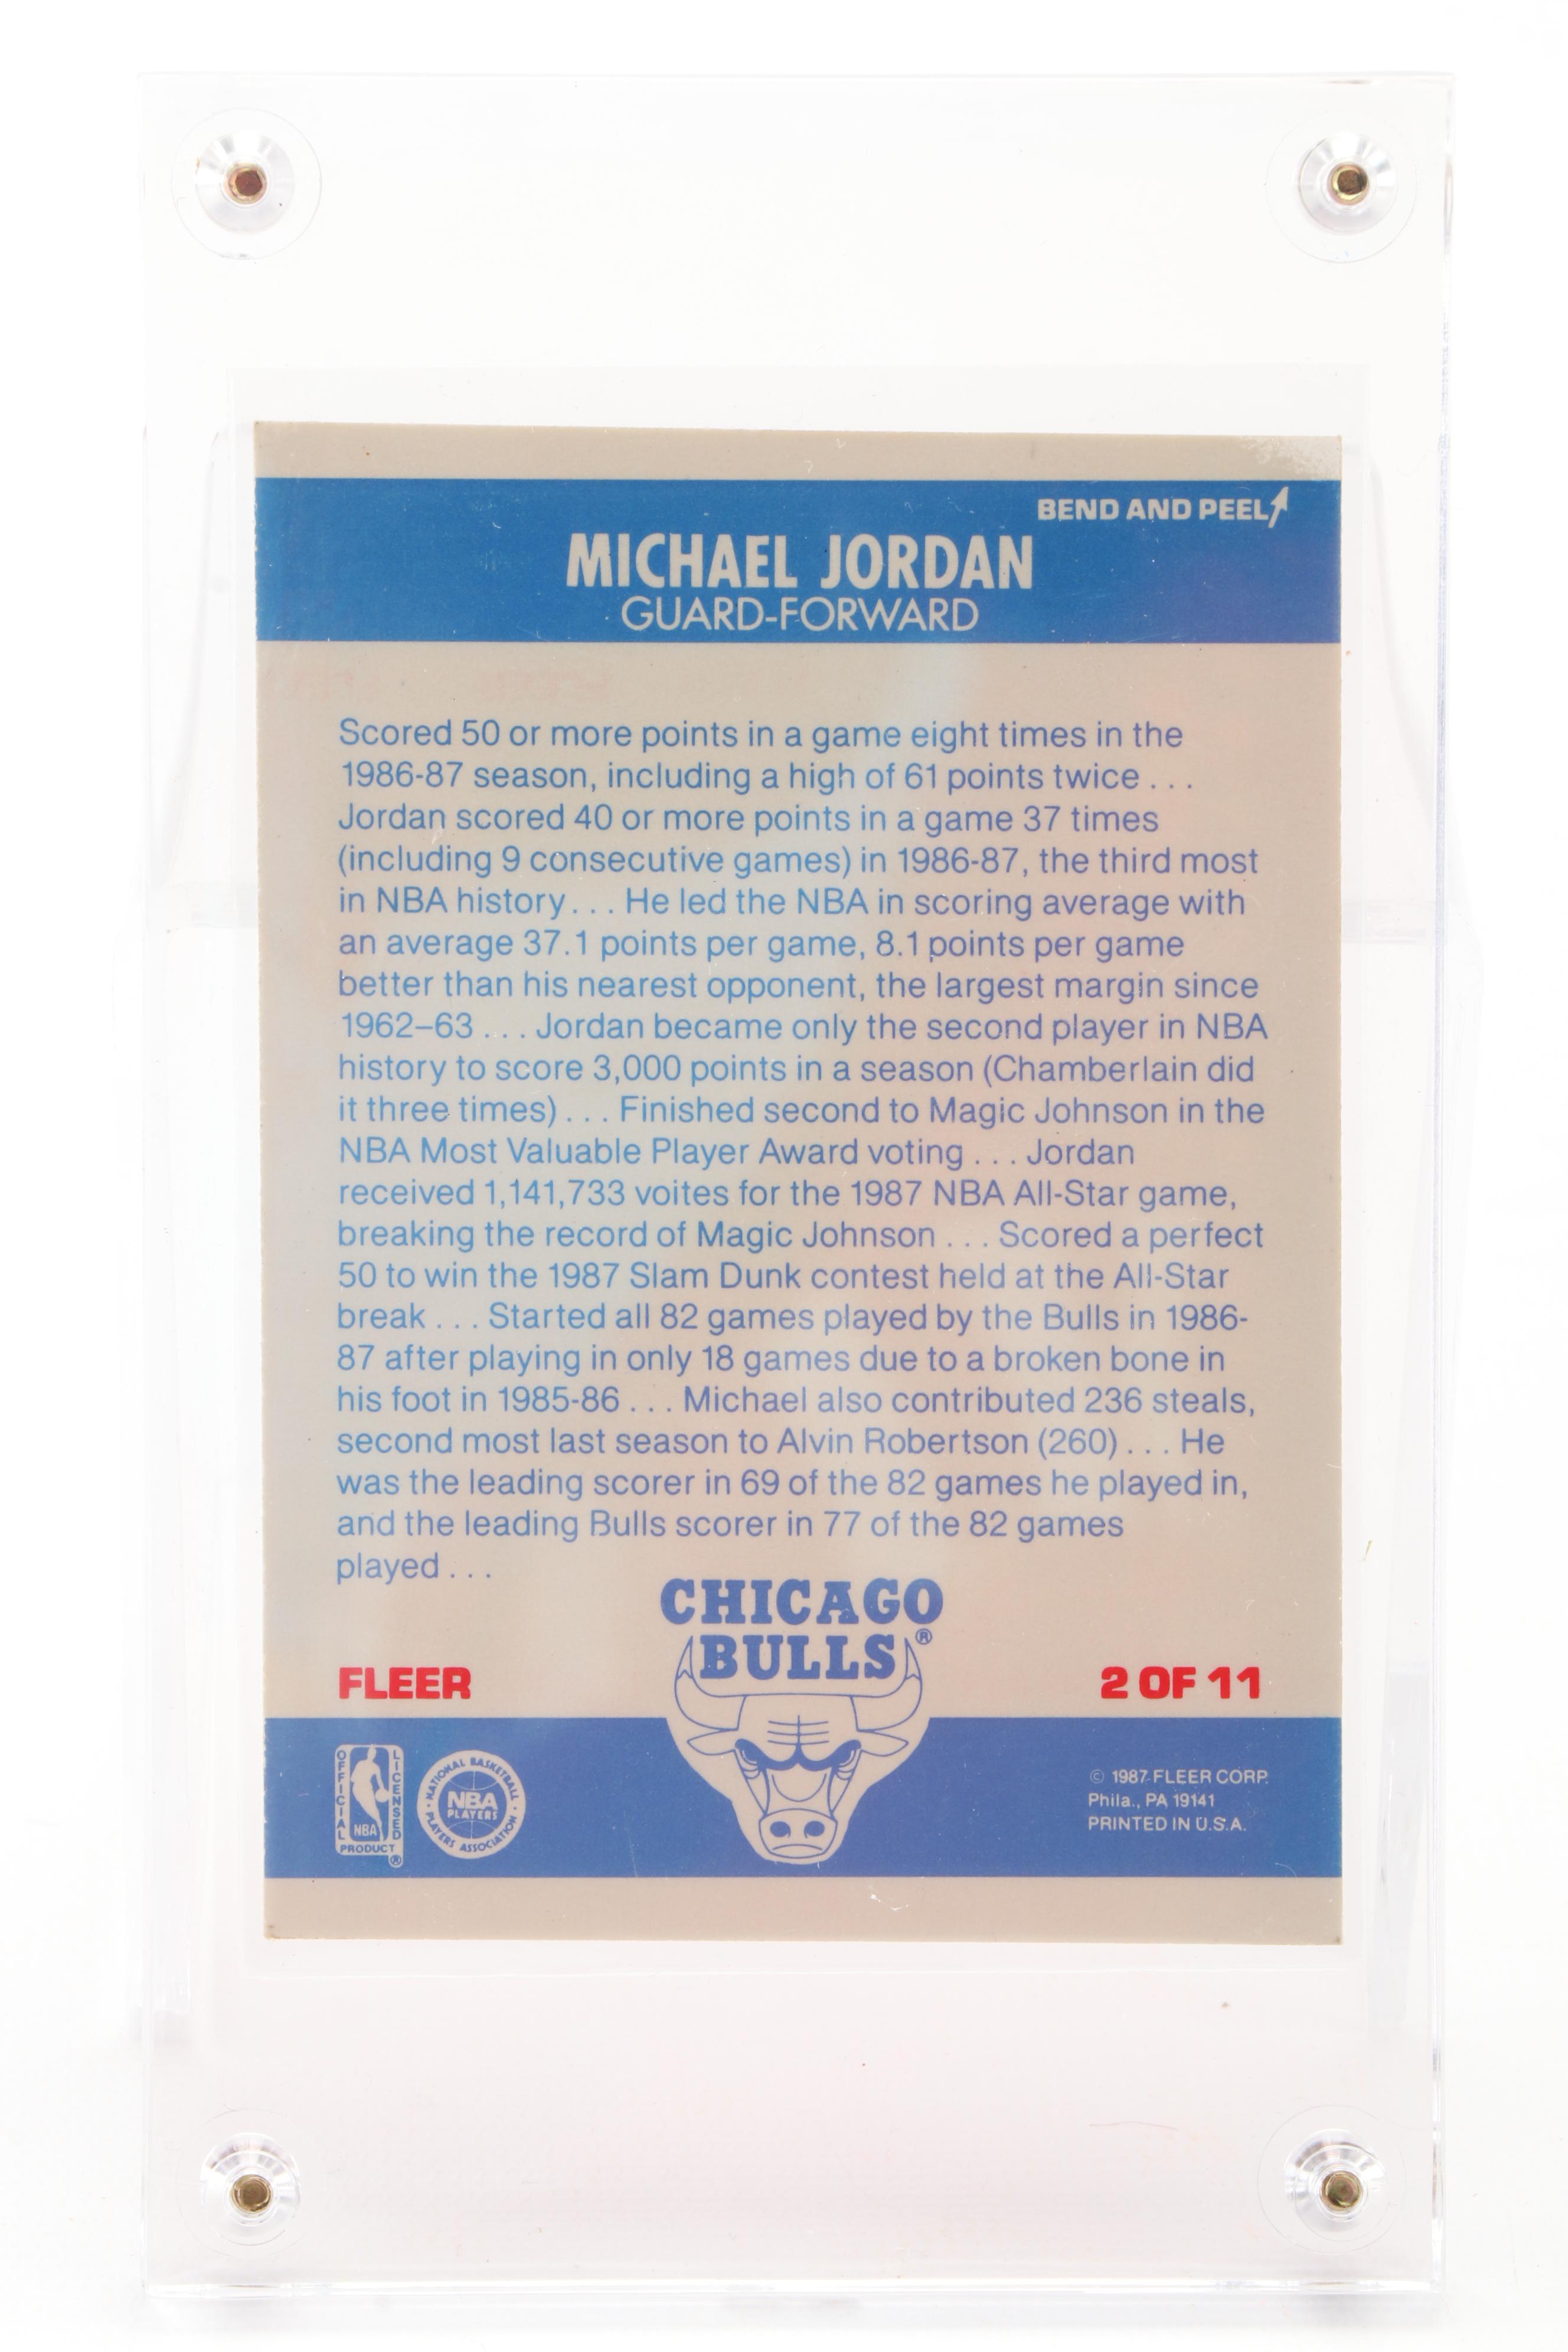 BEND AND PEEL
MICHAEL JORDAN
GUARD-FORWARD
Scored 50 or more points in a game eight times in the
1986-87 season, including a high of 61 points twice . . .
Jordan scored 40 or more points in a game 37 times
(including 9 consecutive games) in 1986-87, the third most
in NBA history . . . He led the NBA in scoring average with
an average 37.1 points per game, 8.1 points per game
better than his nearest opponent, the largest margin since
1962–63 . . . Jordan became only the second player in NBA
history to score 3,000 points in a season (Chamberlain did
it three times) . . . Finished second to Magic Johnson in the
NBA Most Valuable Player Award voting . . . Jordan
received 1,141,733 voites for the 1987 NBA All-Star game,
breaking the record of Magic Johnson . . . Scored a perfect
50 to win the 1987 Slam Dunk contest held at the All-Star
break . . . Started all 82 games played by the Bulls in 1986-
87 after playing in only 18 games due to a broken bone in
his foot in 1985-86 . . . Michael also contributed 236 steals,
second most last season to Alvin Robertson (260) . . . He
was the leading scorer in 69 of the 82 games he played in,
and the leading Bulls scorer in 77 of the 82 games
played . . .
CHICAGO
BULLS®
FLEER
2 OF 11
OFFICIAL LICENSED
NBA
PRODUCT
®
NATIONAL BASKETBALL
NBA
PLAYERS
PLAYERS ASSOCIATION
© 1987 FLEER CORP.
Phila., PA 19141
PRINTED IN U.S.A.